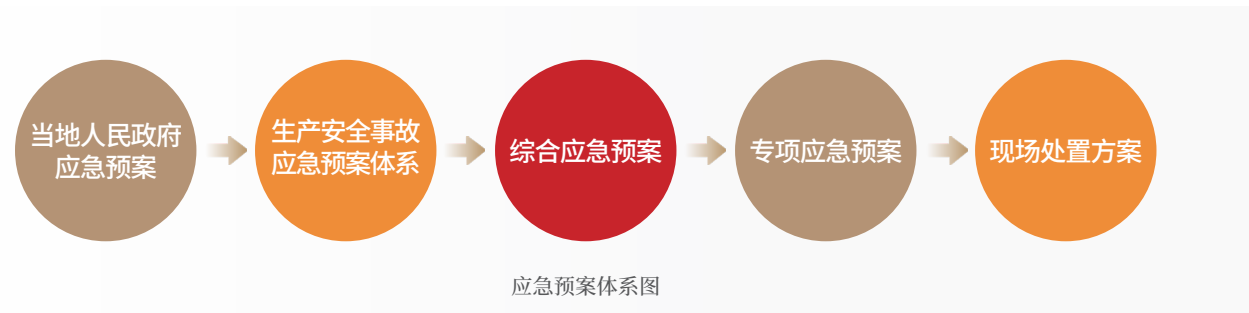 当地人民政府
应急预案
生产安全事故
应急预案体系
综合应急预案
专项应急预案
现场处置方案
应急预案体系图